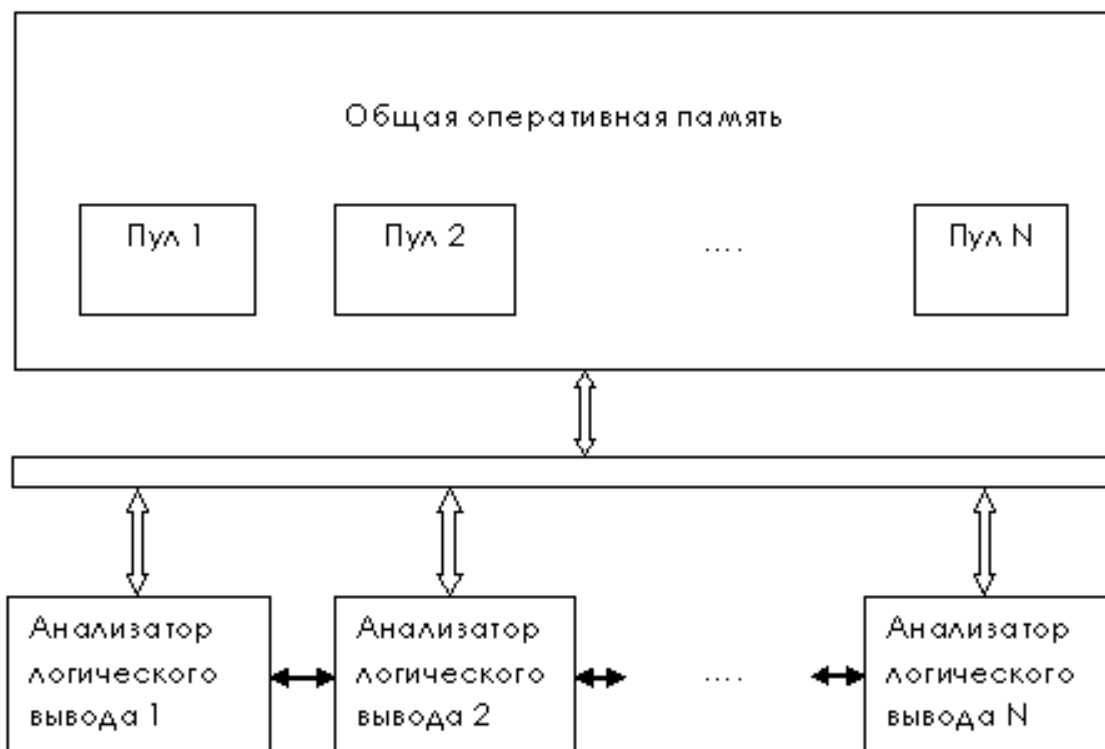 Общая оперативная память
Пул 1
Пул 2
....
Пул N
Анализатор
логического
вывода 1
Анализатор
логического
вывода 2
....
Анализатор
логического
вывода N